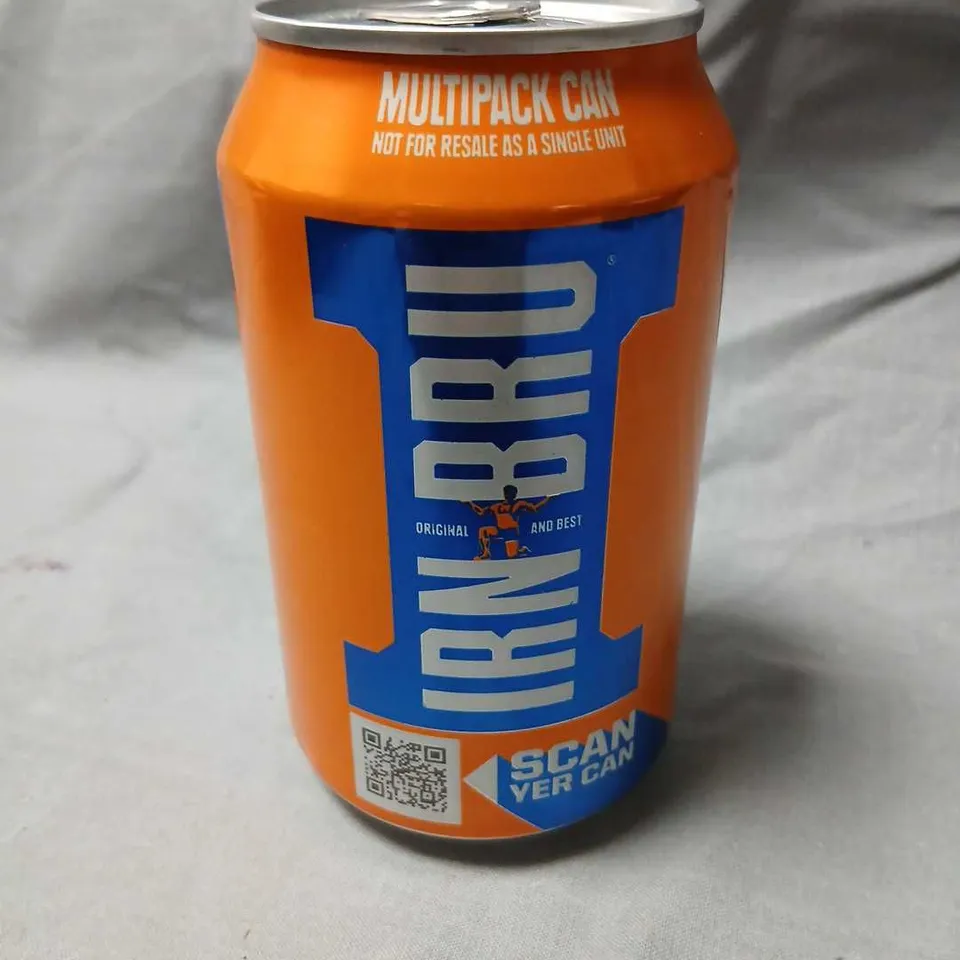 MULTIPACK CAN
NOT FOR RESALE AS A SINGLE UNIT
IRN BRU®
ORIGINAL AND BEST
SCAN
YER CAN